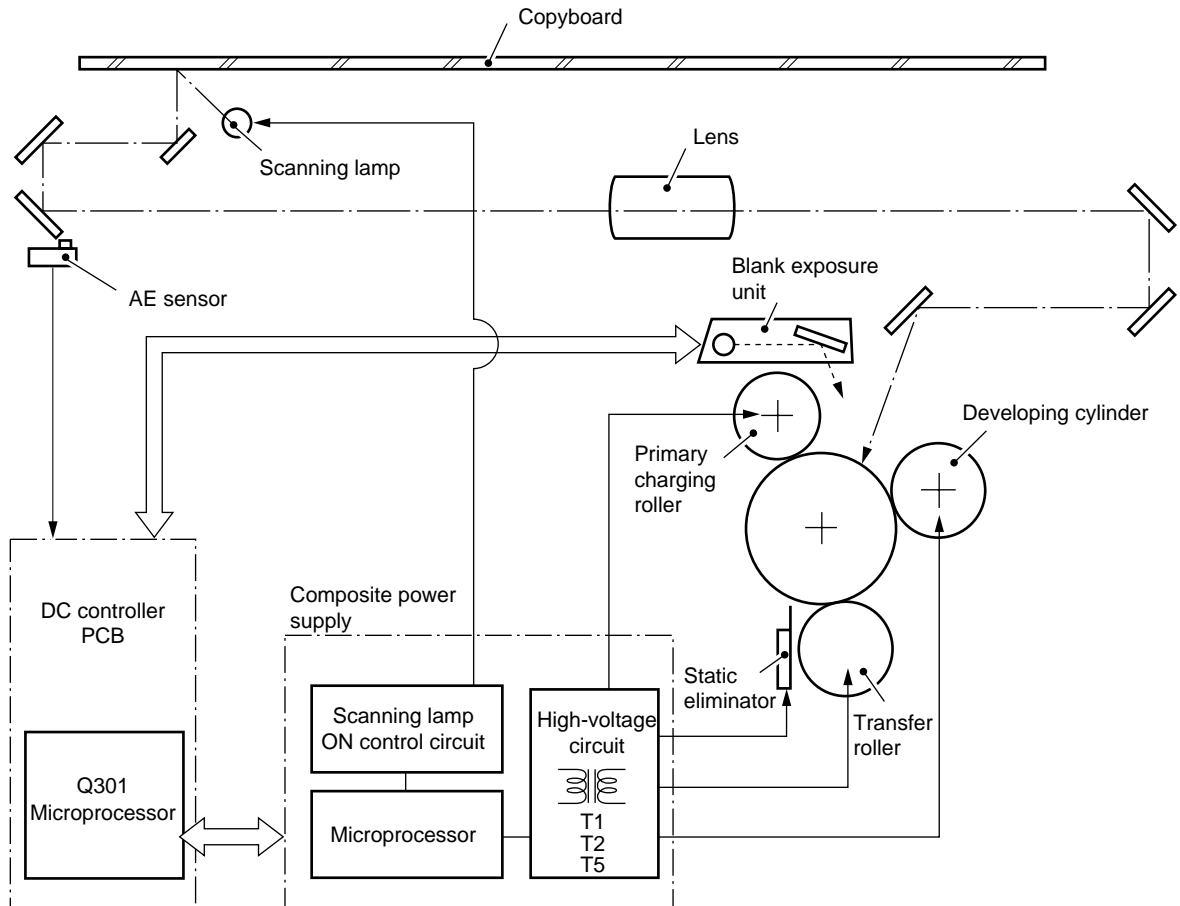 Copyboard
Scanning lamp
Lens
AE sensor
Blank exposure
unit
Developing cylinder
Primary
charging
roller
DC controller
PCB
Composite power
supply
Static
eliminator
Transfer
roller
Scanning lamp
ON control circuit
High-voltage
circuit
Q301
Microprocessor
Microprocessor
T1
T2
T5